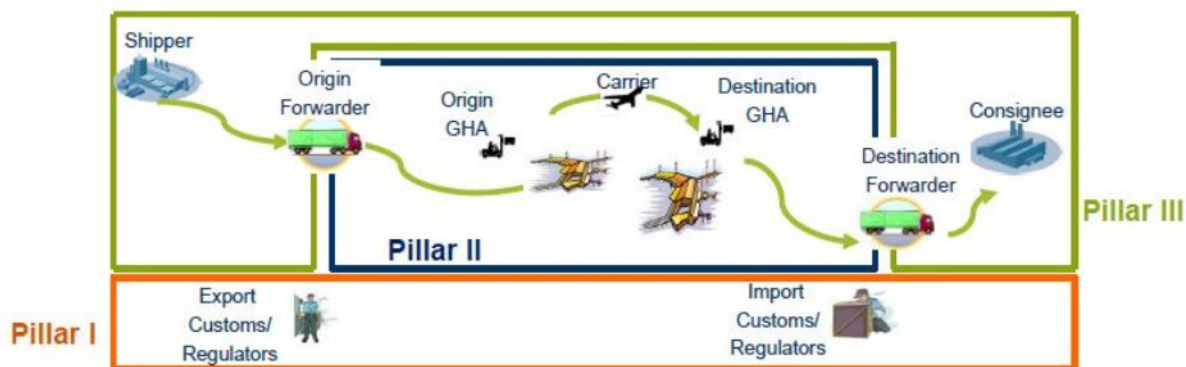 Shipper
Origin
Forwarder
Origin
GHA
Carrier
Destination
GHA
Consignee
Destination
Forwarder
Pillar III
Pillar II
Pillar I
Export
Customs/
Regulators
Import
Customs/
Regulators